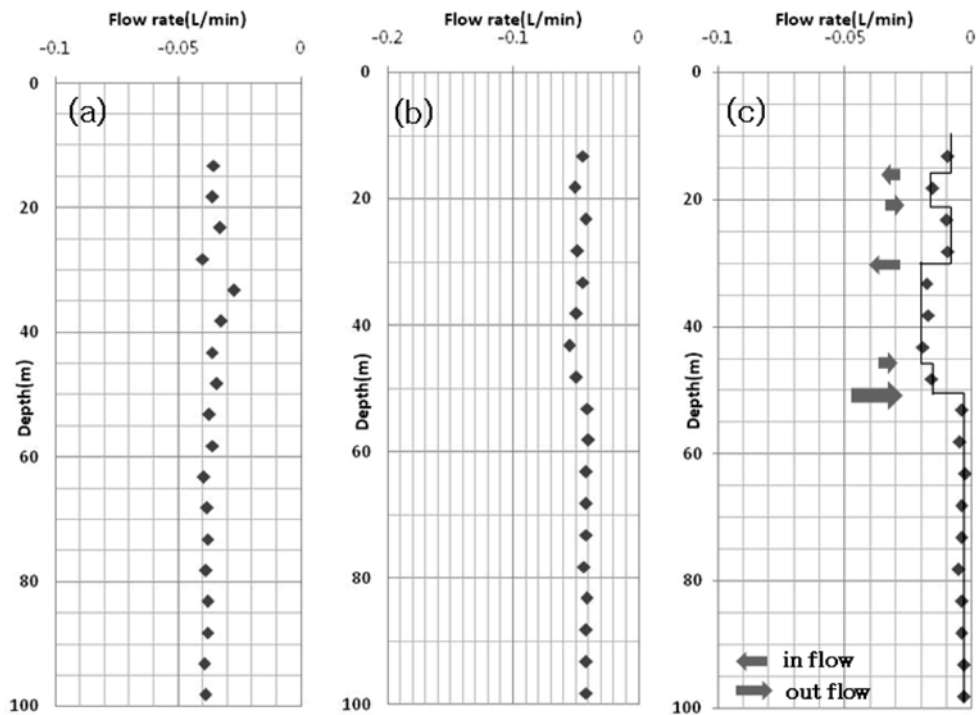 Flow rate(L/min)
-0.1 -0.05 0
0
(a)
20
40
Depth(m)
60
80
100
Flow rate(L/min)
-0.2 -0.1 0
0
(b)
20
40
Depth(m)
60
80
100
Flow rate(L/min)
-0.1 -0.05 0
0
(c)
20
40
Depth(m)
60
80
in flow
out flow
100